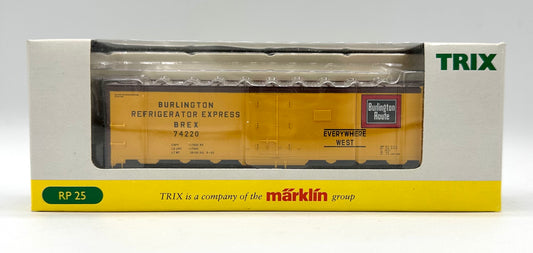 TRIX
BURLINGTON
REFRIGERATOR EXPRESS
BREX
74220
Burlington
Route
EVERYWHERE
WEST
RP 25
TRIX is a company of the märklin group